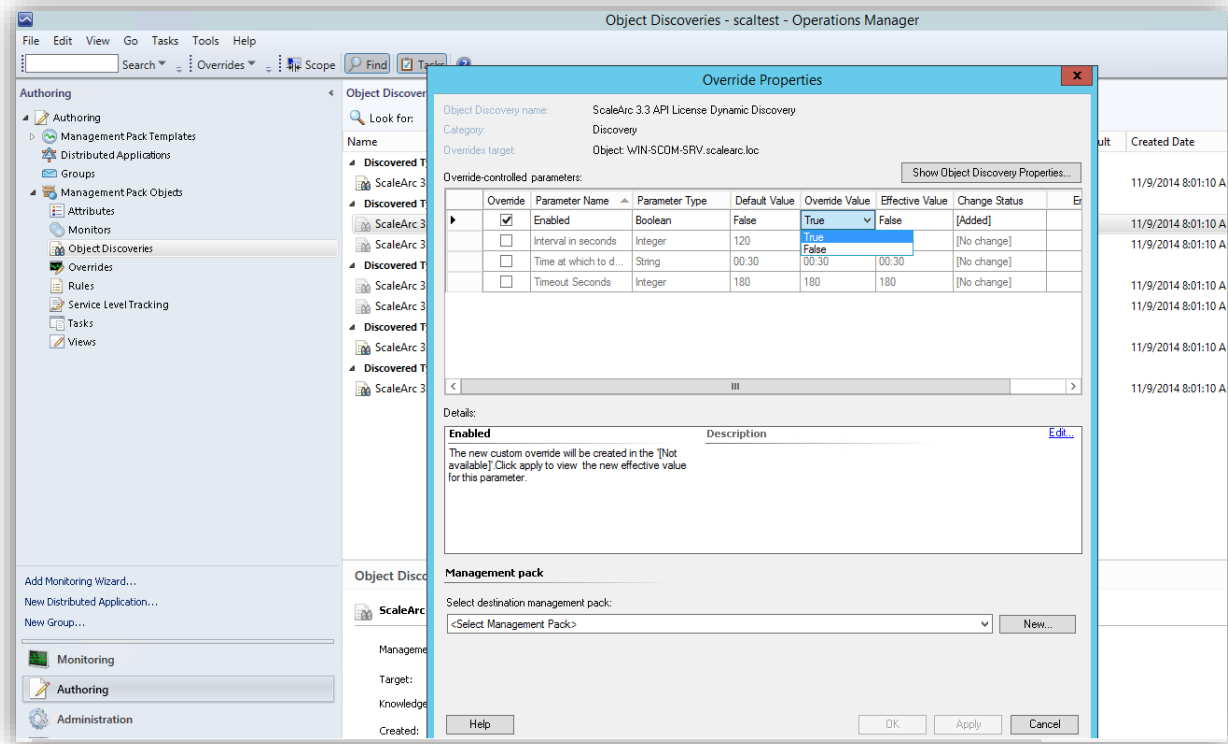 Object Discoveries - scaltest - Operations Manager
File Edit View Go Tasks Tools Help
Search Overrides Scope Find Tasks
Authoring
Authoring
Management Pack Templates
Distributed Applications
Groups
Management Pack Objects
Attributes
Monitors
Object Discoveries
Overrides
Rules
Service Level Tracking
Tasks
Views
Add Monitoring Wizard...
New Distributed Application...
New Group...
Monitoring
Authoring
Administration
Object Discover
Look for:
Name
Discovered T
ScaleArc 3
Discovered T
ScaleArc 3
ScaleArc 3
Discovered T
ScaleArc 3
ScaleArc 3
Discovered T
ScaleArc 3
Discovered T
ScaleArc 3
Object Disco
ScaleArc
Manageme
Target:
Knowledge
Created:
Override Properties
x
Object Discovery name: ScaleArc 3.3 API License Dynamic Discovery
Category: Discovery
Overrides target: Object: WIN-SCOM-SRV.scalearc.loc
Override-controlled parameters:
Show Object Discovery Properties...
Override Parameter Name Parameter Type Default Value Override Value Effective Value Change Status Er
Enabled Boolean False True False [Added]
True
False
Interval in seconds Integer 120 [No change]
Time at which to d... String 00:30 00:30 00:30 [No change]
Timeout Seconds Integer 180 180 180 [No change]
Details:
Enabled Description Edit...
The new custom override will be created in the '[Not
available]'.Click apply to view the new effective value
for this parameter.
Management pack
Select destination management pack:
<Select Management Pack> New...
Help OK Apply Cancel
ult Created Date
11/9/2014 8:01:10 A
11/9/2014 8:01:10 A
11/9/2014 8:01:10 A
11/9/2014 8:01:10 A
11/9/2014 8:01:10 A
11/9/2014 8:01:10 A
11/9/2014 8:01:10 A